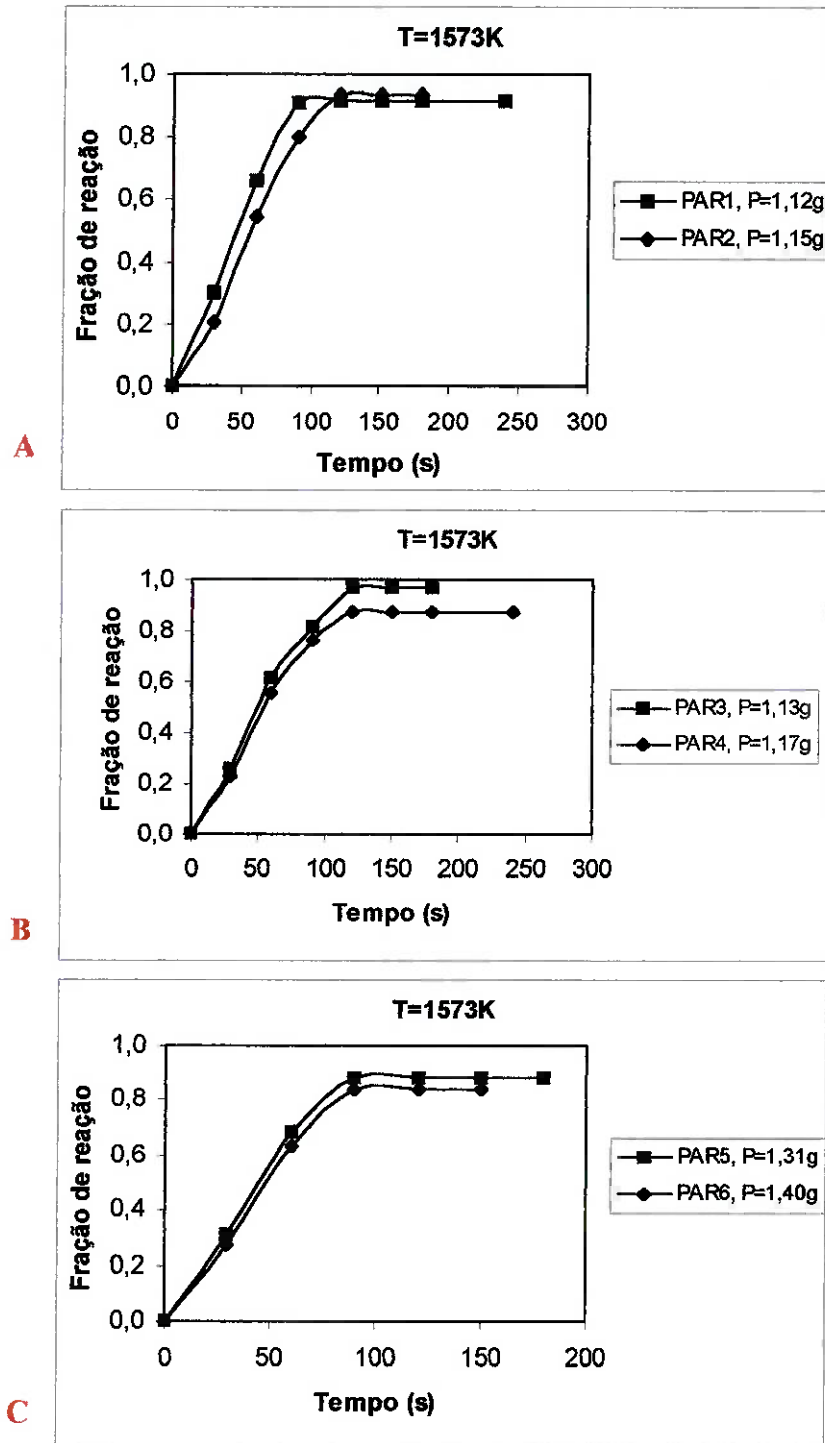 T=1573K
1,0
0,8
0,6
0,4
0,2
0,0
Fração de reação
0 50 100 150 200 250 300
Tempo (s)
PAR1, P=1,12g
PAR2, P=1,15g
A
T=1573K
1,0
0,8
0,6
0,4
0,2
0,0
Fração de reação
0 50 100 150 200 250 300
Tempo (s)
PAR3, P=1,13g
PAR4, P=1,17g
B
T=1573K
1,0
0,8
0,6
0,4
0,2
0,0
Fração de reação
0 50 100 150 200
Tempo (s)
PAR5, P=1,31g
PAR6, P=1,40g
C